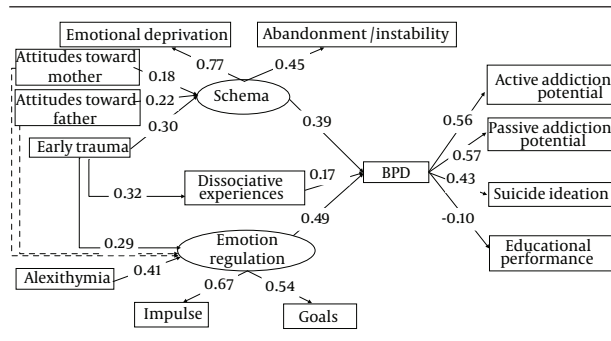 Emotional deprivation
Abandonment /instability
Attitudes toward
mother
0.77
0.45
0.18
Schema
Attitudes toward
father
0.22
0.30
Early trauma
0.39
Active addiction
potential
0.56
Passive addiction
potential
0.57
BPD
0.43
Suicide ideation
-0.10
Educational
performance
0.32
Dissociative
experiences
0.17
0.49
0.29
Emotion
regulation
Alexithymia
0.41
0.67
0.54
Impulse
Goals